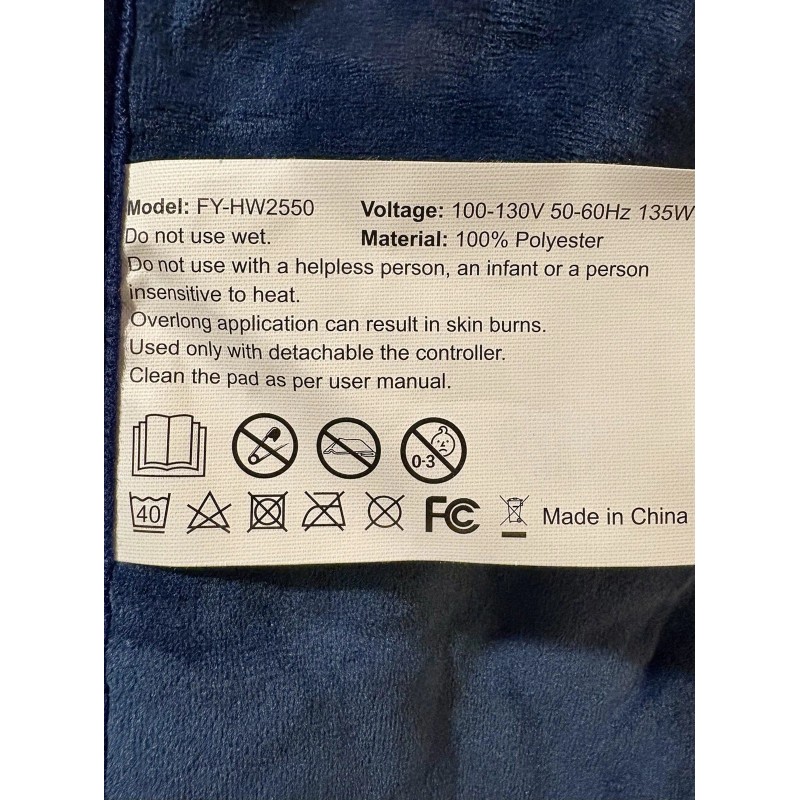 Model: FY-HW2550 Voltage: 100-130V 50-60Hz 135W
Do not use wet. Material: 100% Polyester
Do not use with a helpless person, an infant or a person
insensitive to heat.
Overlong application can result in skin burns.
Used only with detachable the controller.
Clean the pad as per user manual.
0-3
40 FC Made in China